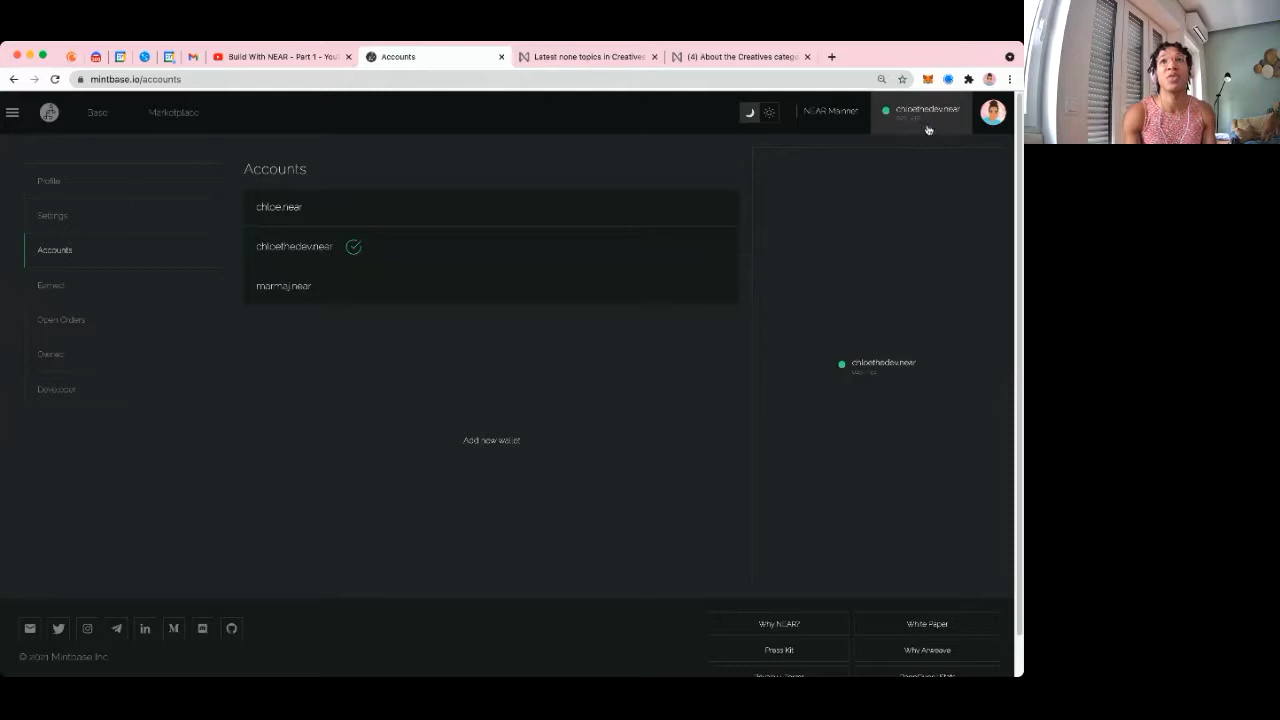 Build With NEAR - Part 1 - You
Accounts
Latest none topics in Creatives
(4) About the Creatives catego
mintbase.io/accounts
Base
Marketplace
NEAR Mainnet
chloethedev.near
Profile
Settings
Accounts
Earned
Open Orders
Owned
Developer
Accounts
chloe.near
chloethedev.near
marmaj.near
Add new wallet
chloethedev.near
Why NEAR?
White Paper
Press Kit
Why Arweave
© 2021 Mintbase Inc.